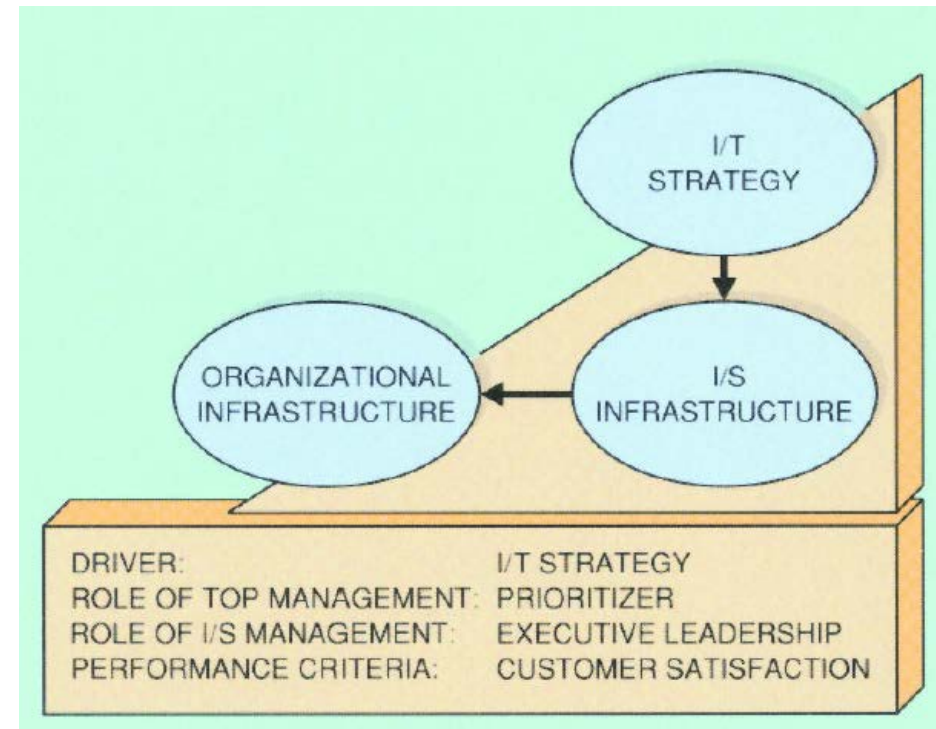 I/T
STRATEGY
ORGANIZATIONAL
INFRASTRUCTURE
I/S
INFRASTRUCTURE
DRIVER: I/T STRATEGY
ROLE OF TOP MANAGEMENT: PRIORITIZER
ROLE OF I/S MANAGEMENT: EXECUTIVE LEADERSHIP
PERFORMANCE CRITERIA: CUSTOMER SATISFACTION